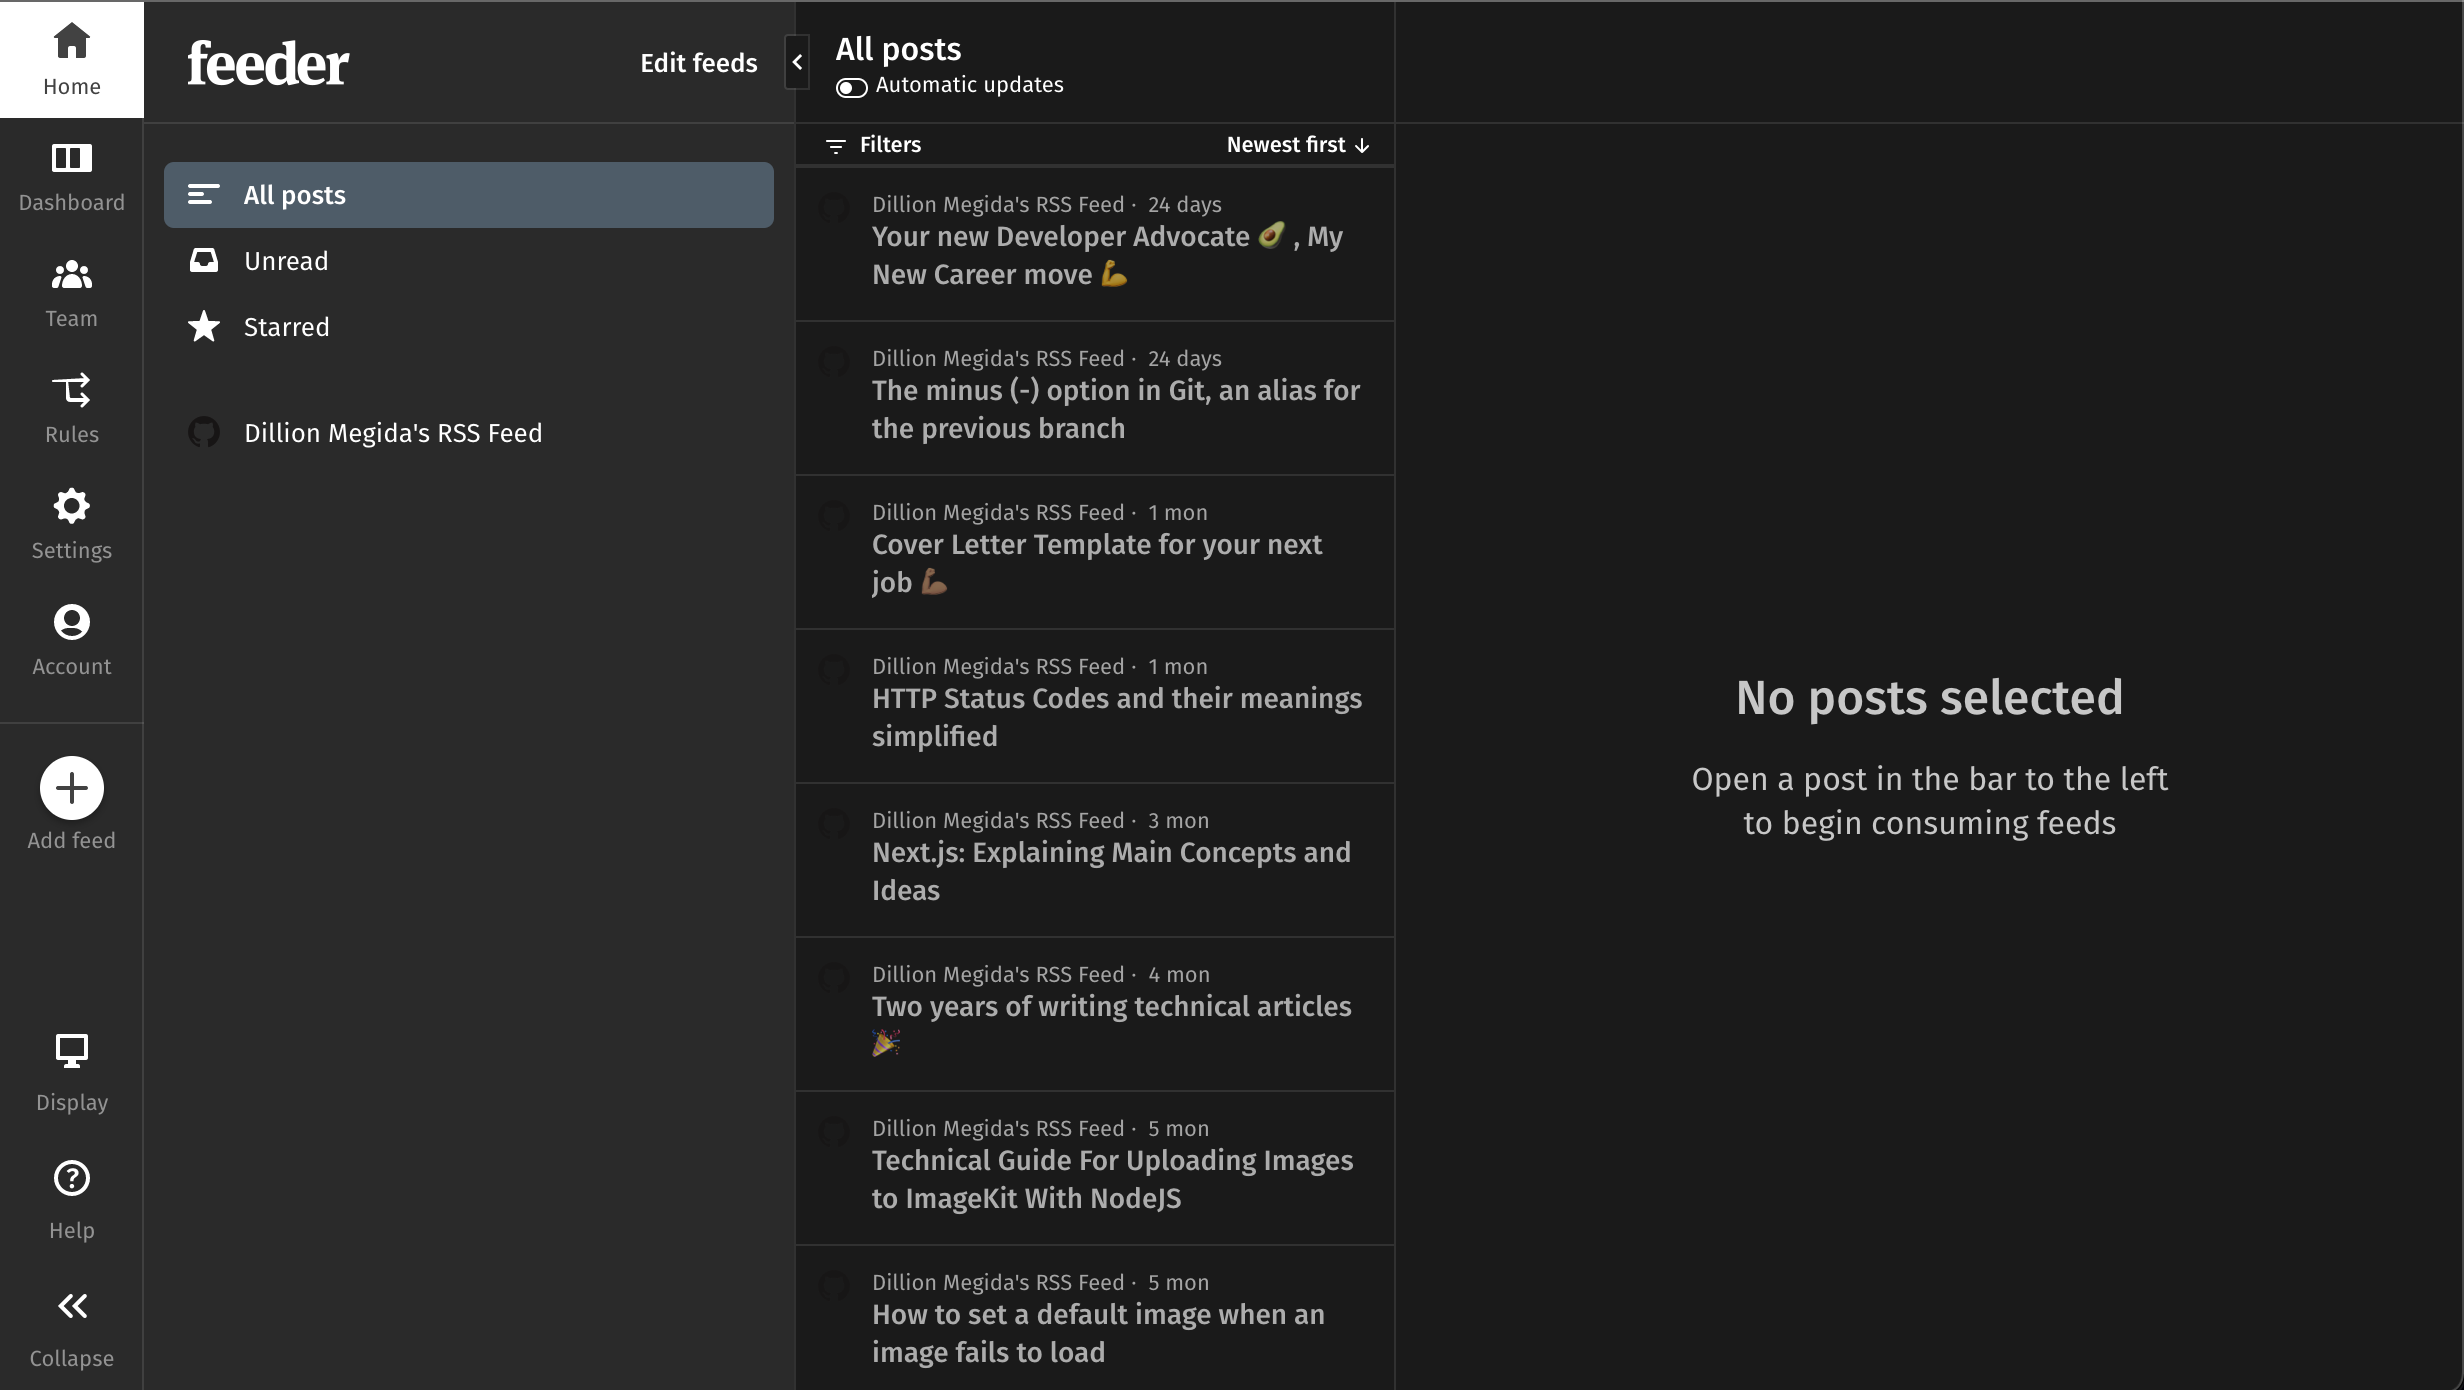 Home
Dashboard
Team
Rules
Settings
Account
Add feed
Display
Help
Collapse
feeder
Edit feeds
All posts
Unread
Starred
Dillion Megida's RSS Feed
All posts
Automatic updates
Filters
Newest first ↓
Dillion Megida's RSS Feed · 24 days
Your new Developer Advocate 🥑 , My
New Career move 💪
Dillion Megida's RSS Feed · 24 days
The minus (-) option in Git, an alias for
the previous branch
Dillion Megida's RSS Feed · 1 mon
Cover Letter Template for your next
job 💪🏾
Dillion Megida's RSS Feed · 1 mon
HTTP Status Codes and their meanings
simplified
Dillion Megida's RSS Feed · 3 mon
Next.js: Explaining Main Concepts and
Ideas
Dillion Megida's RSS Feed · 4 mon
Two years of writing technical articles
🎉
Dillion Megida's RSS Feed · 5 mon
Technical Guide For Uploading Images
to ImageKit With NodeJS
Dillion Megida's RSS Feed · 5 mon
How to set a default image when an
image fails to load
No posts selected
Open a post in the bar to the left
to begin consuming feeds